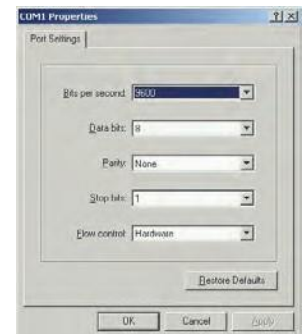 COM1 Properties
Port Settings
Bits per second: 9600
Data bits: 8
Parity: None
Stop bits: 1
Flow control: Hardware
Restore Defaults
OK Cancel Apply